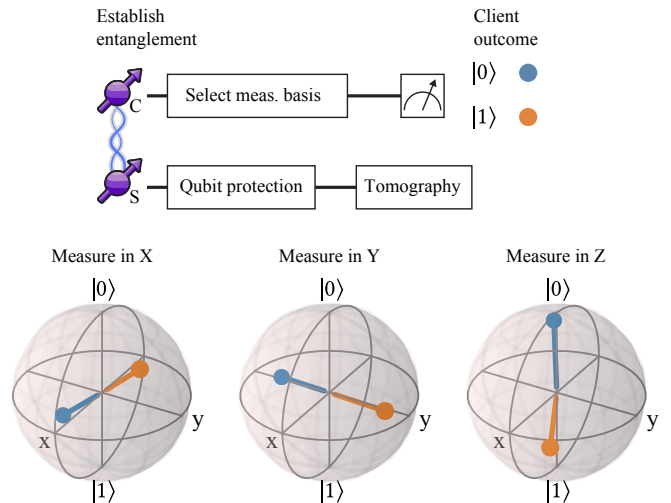 Establish
entanglement
Client
outcome
C
Select meas. basis
|0⟩
|1⟩
S
Qubit protection
Tomography
Measure in X
Measure in Y
Measure in Z
|0⟩
|0⟩
|0⟩
x
y
x
y
x
y
|1⟩
|1⟩
|1⟩